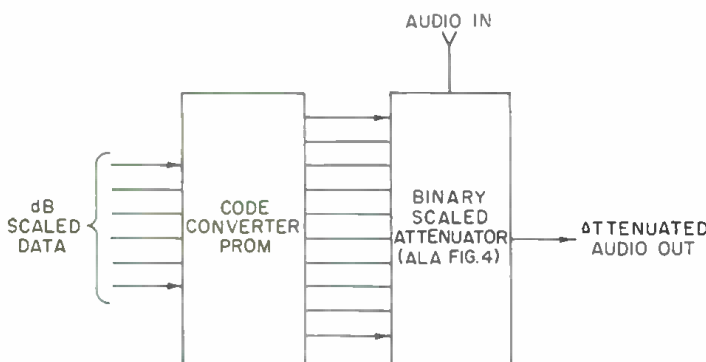 AUDIO IN
dB
SCALED
DATA
CODE
CONVERTER
PROM
BINARY
SCALED
ATTENUATOR
(ALA FIG.4)
ATTENUATED
AUDIO OUT